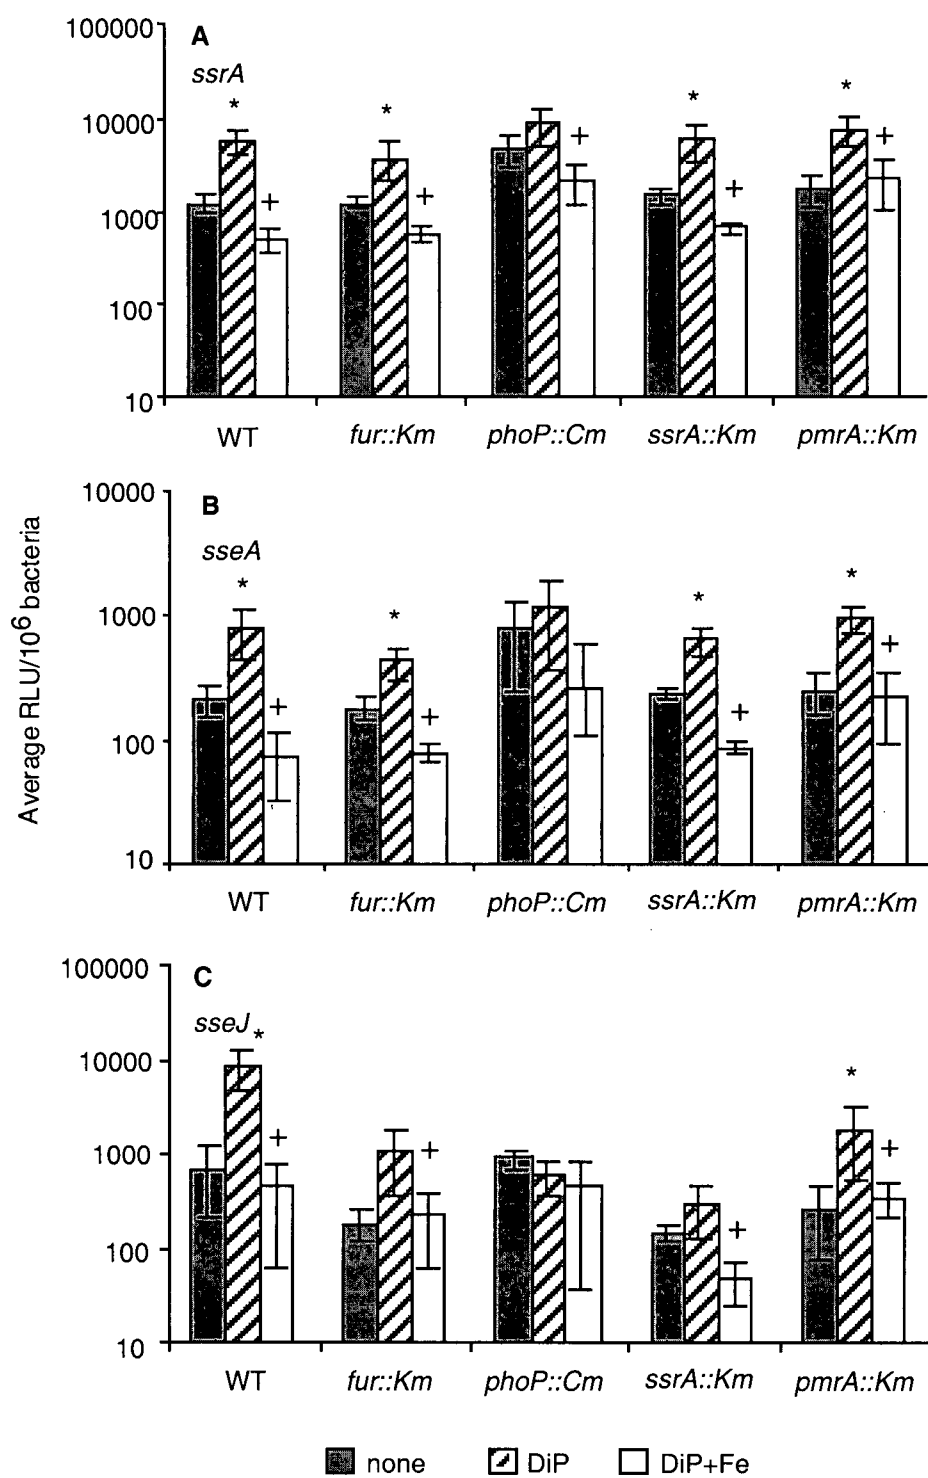 A
ssrA
100000
10000
1000
100
10
* + * + + * + * +
WT fur::Km phoP::Cm ssrA::Km pmrA::Km
Average RLU/10⁶ bacteria
B
sseA
10000
1000
100
10
* + * + * + * +
WT fur::Km phoP::Cm ssrA::Km pmrA::Km
C
sseJ
100000
10000
1000
100
10
* + + + * +
WT fur::Km phoP::Cm ssrA::Km pmrA::Km
none DiP DiP+Fe